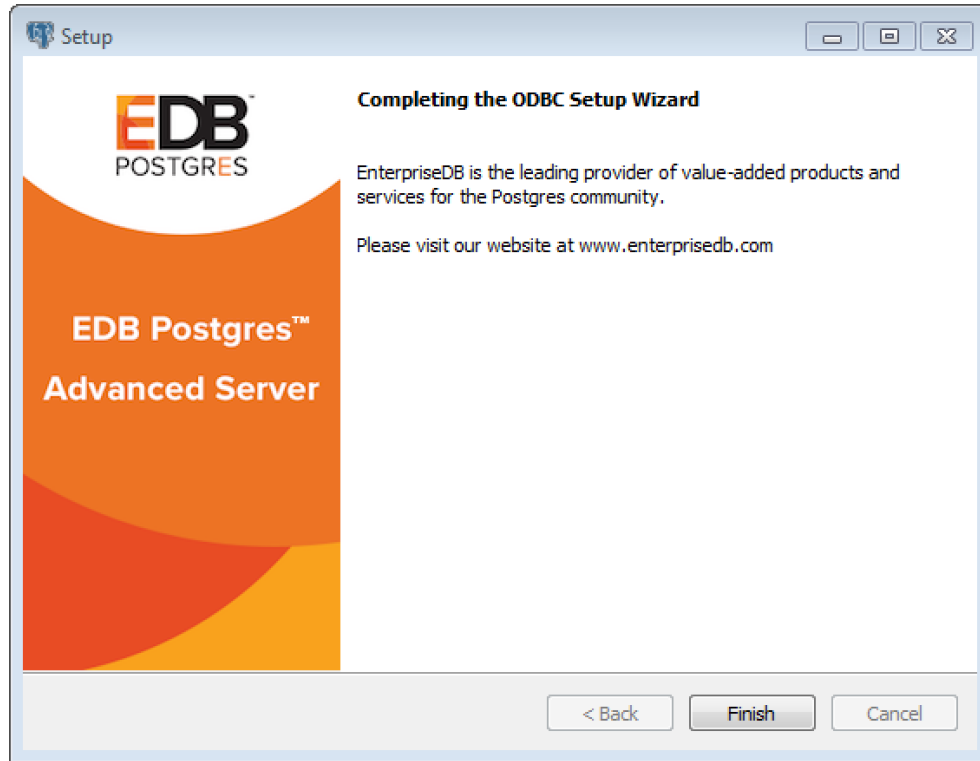 Setup
EDB™
POSTGRES
EDB Postgres™
Advanced Server
Completing the ODBC Setup Wizard
EnterpriseDB is the leading provider of value-added products and
services for the Postgres community.
Please visit our website at www.enterprisedb.com
< Back
Finish
Cancel